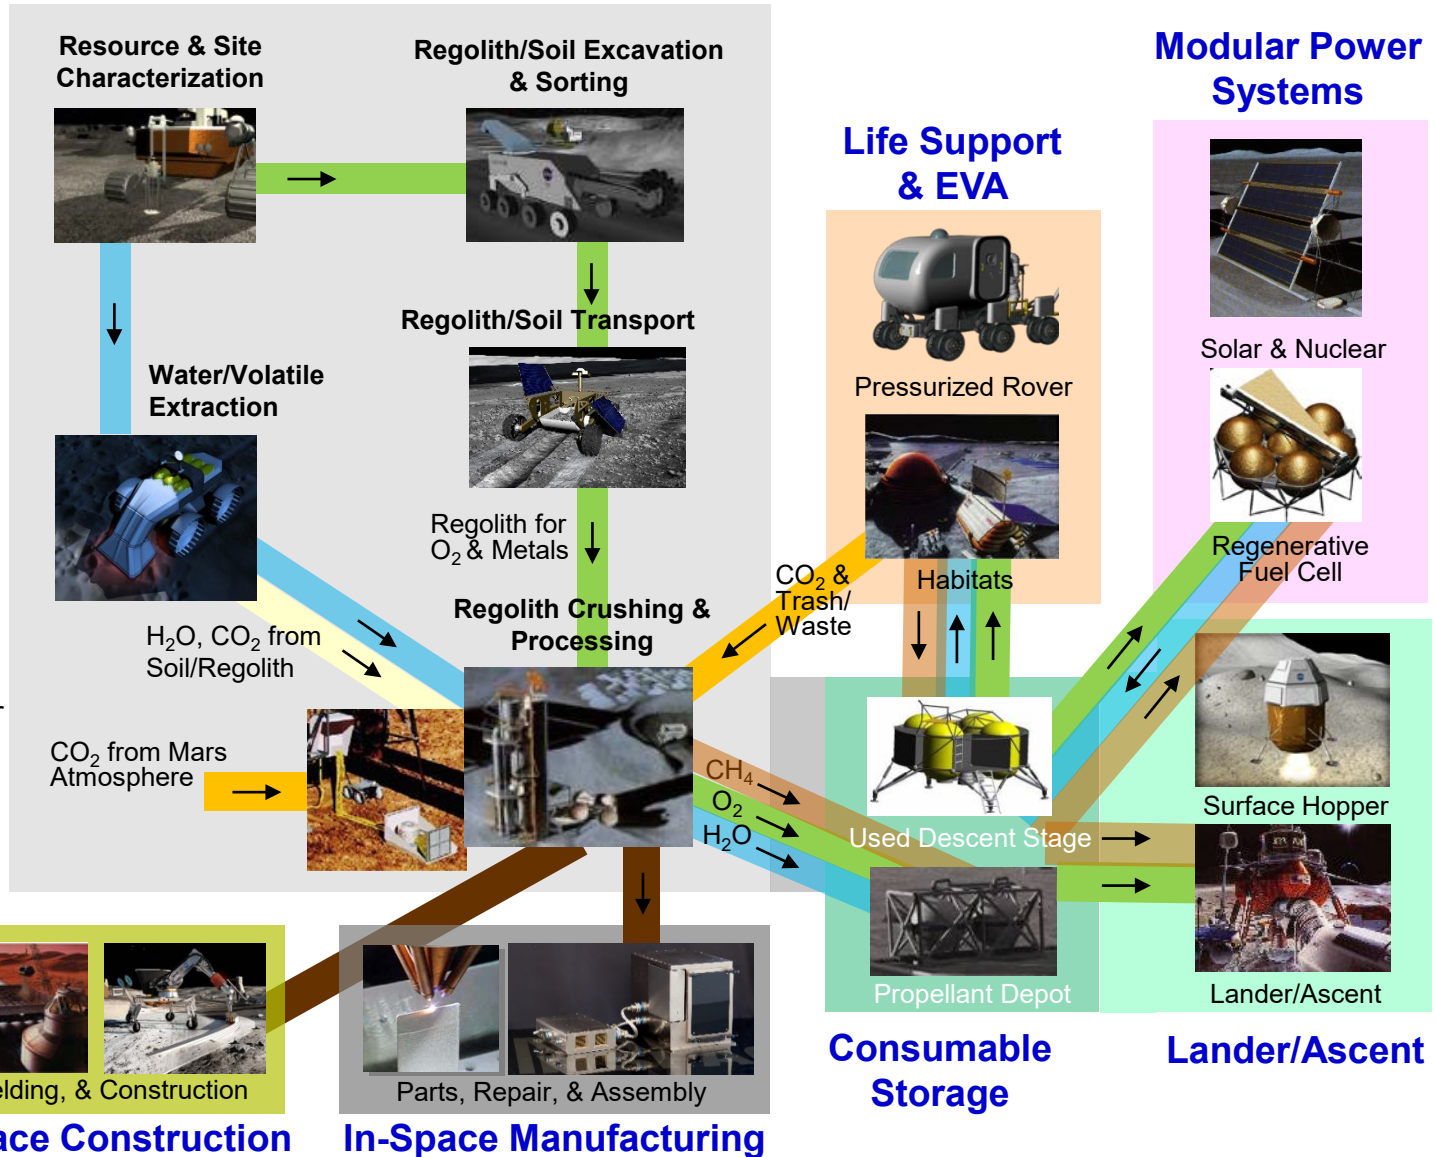 Resource & Site
Characterization
Regolith/Soil Excavation
& Sorting
Modular Power
Systems
Life Support
& EVA
Regolith/Soil Transport
Solar & Nuclear
Water/Volatile
Extraction
Pressurized Rover
Regolith for
O₂ & Metals
Regenerative
Fuel Cell
CO₂ &
Trash/
Waste
Habitats
Regolith Crushing &
Processing
H₂O, CO₂ from
Soil/Regolith
CO₂ from Mars
Atmosphere
CH₄
O₂
H₂O
Surface Hopper
Used Descent Stage
Propellant Depot
Lander/Ascent
Consumable
Storage
Lander/Ascent
elding, & Construction
Parts, Repair, & Assembly
ace Construction
In-Space Manufacturing